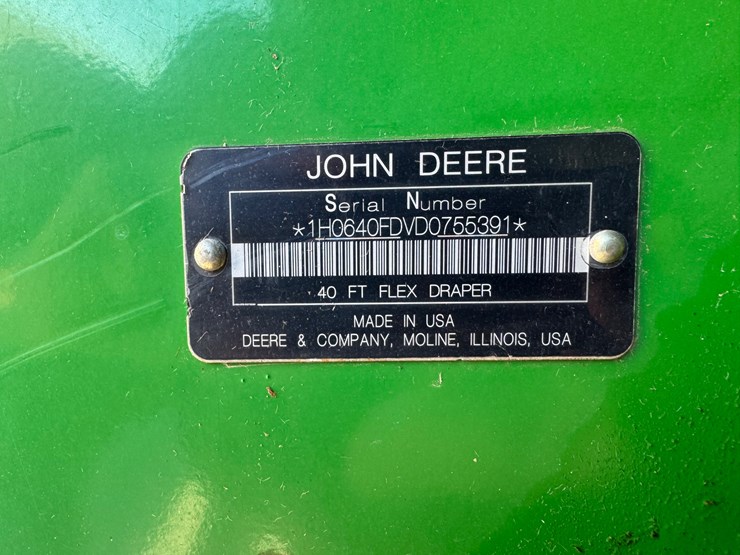 JOHN DEERE
Serial Number
*1H0640FDVD0755391*
40 FT FLEX DRAPER
MADE IN USA
DEERE & COMPANY, MOLINE, ILLINOIS, USA